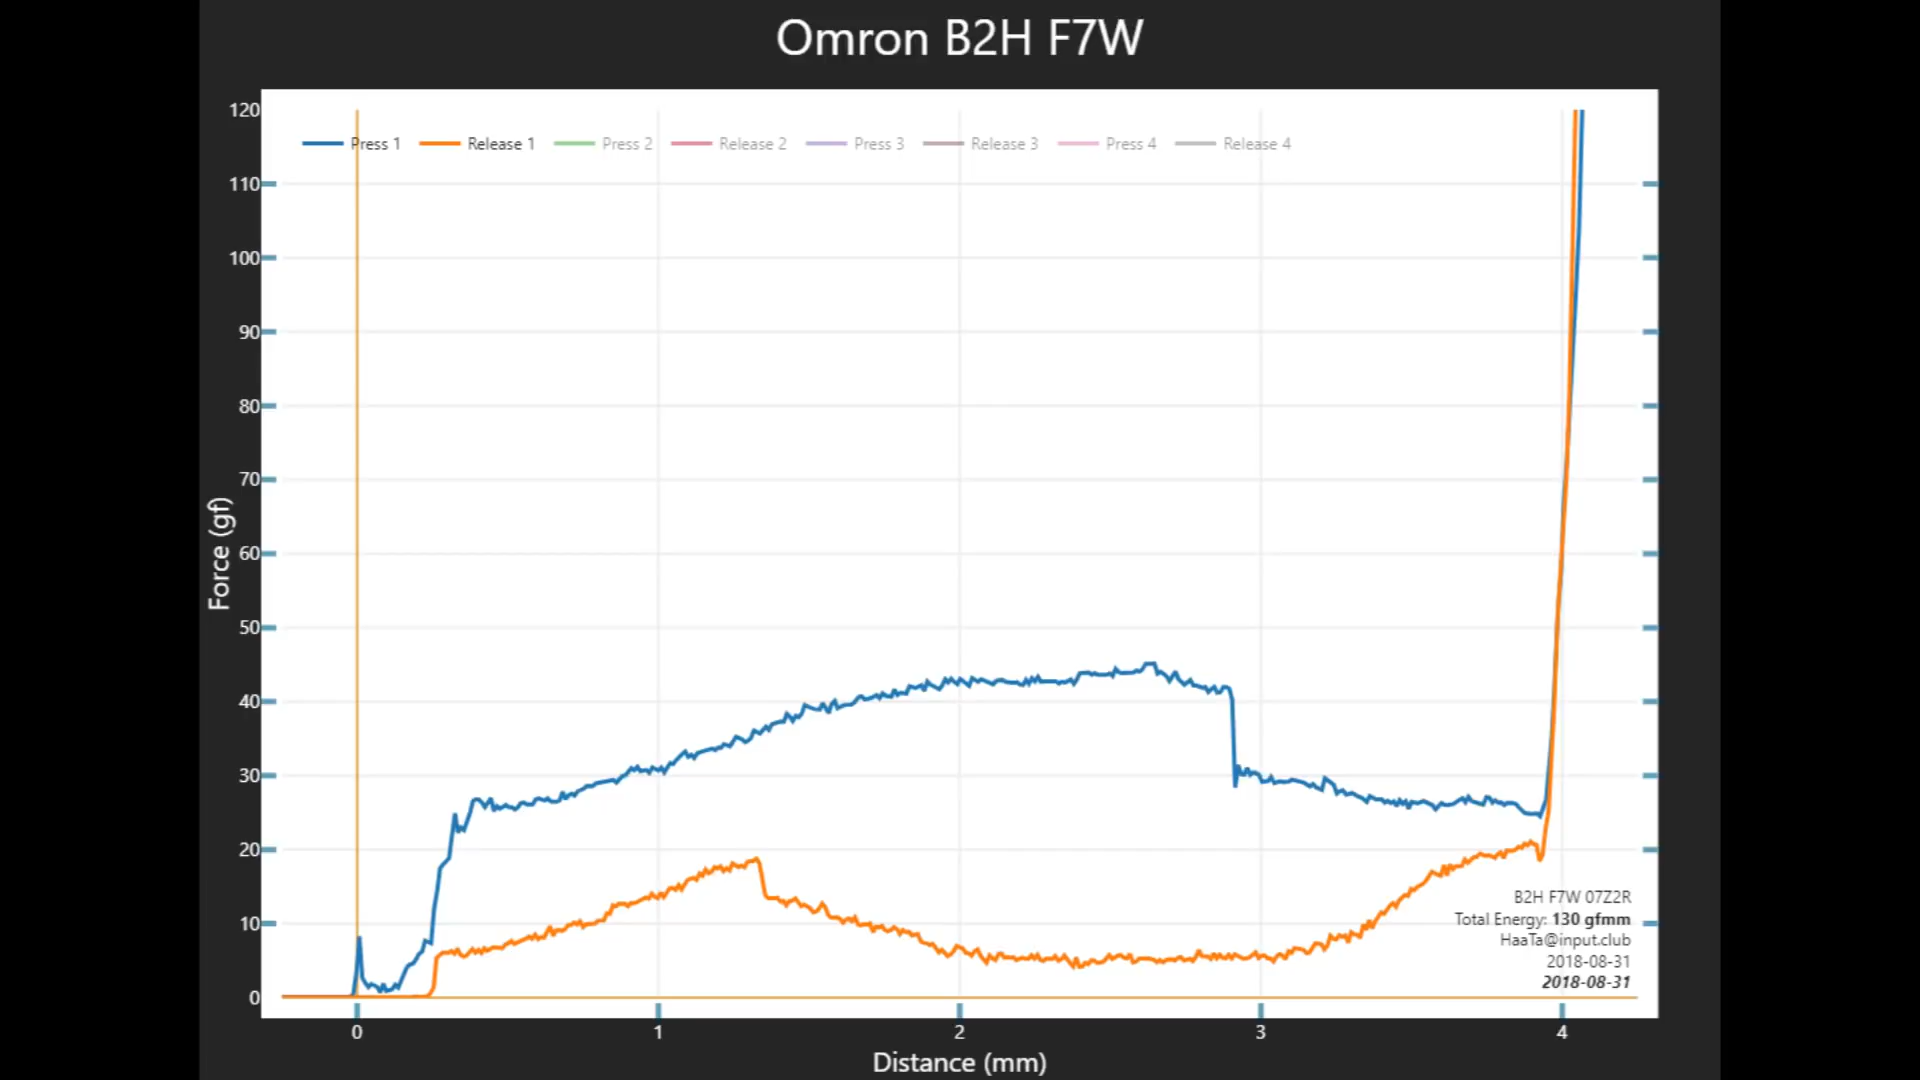 Omron B2H F7W
120
Press 1 Release 1 Press 2 Release 2 Press 3 Release 3 Press 4 Release 4
110
100
90
80
70
60
50
40
30
20
10
0
Force (gf)
B2H F7W 07Z2R
Total Energy: 130 gfmm
HaaTa@input.club
2018-08-31
2018-08-31
0 1 2 3 4
Distance (mm)